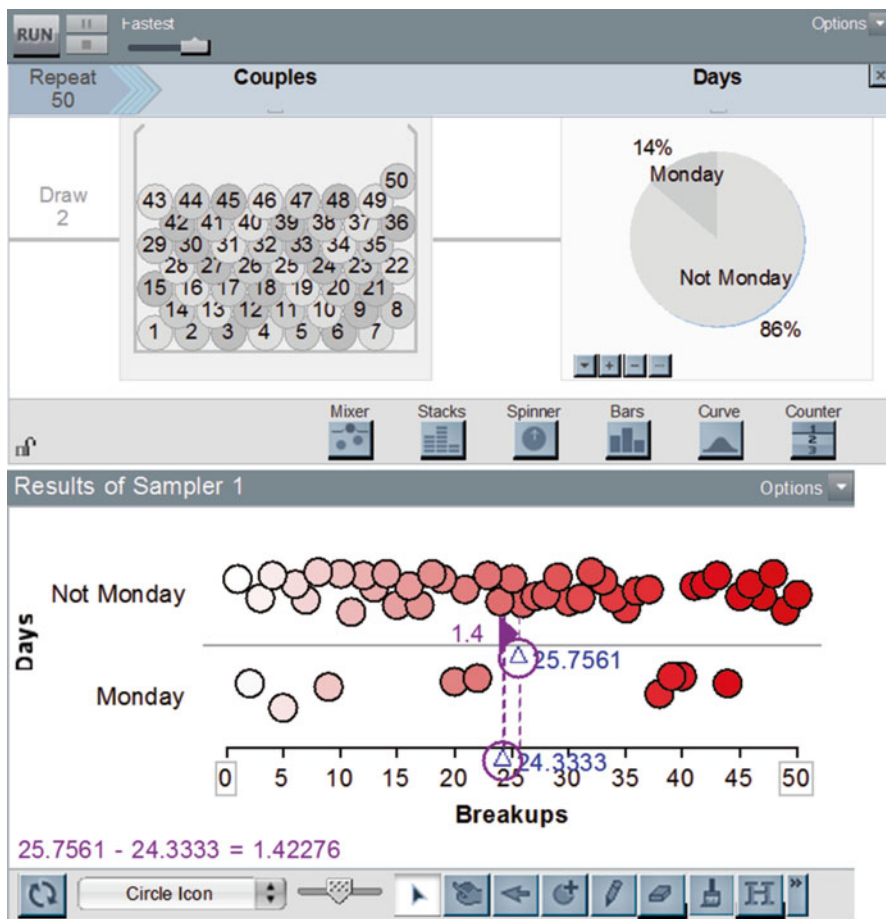 RUN
Fastest
Options
Repeat
50
Couples
Days
Draw
2
50
43 44 45 46 47 48 49
42 41 40 39 38 37 36
29 30 31 32 33 34 35
28 27 26 25 24 23 22
15 16 17 18 19 20 21
14 13 12 11 10 9 8
1 2 3 4 5 6 7
14%
Monday
Not Monday
86%
Mixer Stacks Spinner Bars Curve Counter
1
2
3
Results of Sampler 1
Options
Days
Not Monday
1.4
25.7561
Monday
24.3333
0 5 10 15 20 25 30 35 40 45 50
Breakups
25.7561 - 24.3333 = 1.42276
Circle Icon